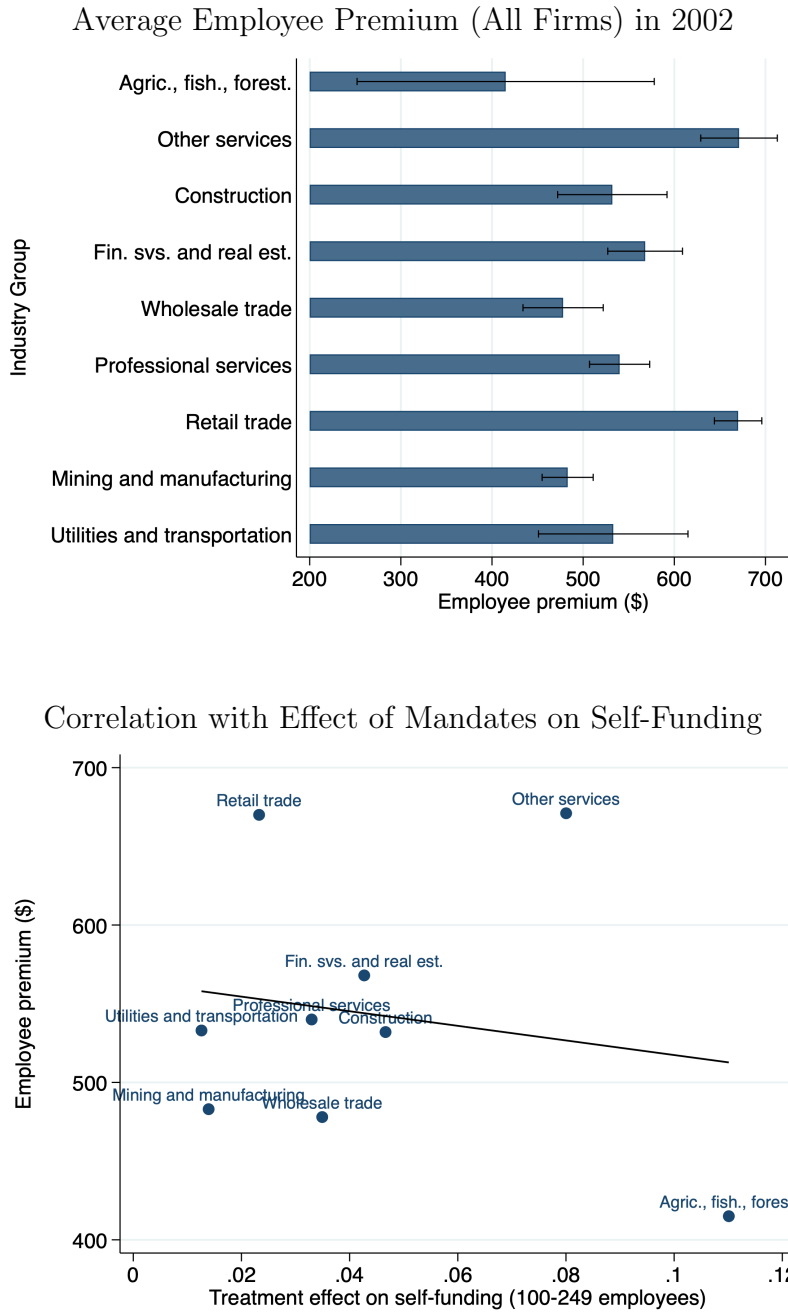 Average Employee Premium (All Firms) in 2002
Industry Group
Agric., fish., forest.
Other services
Construction
Fin. svs. and real est.
Wholesale trade
Professional services
Retail trade
Mining and manufacturing
Utilities and transportation
200 300 400 500 600 700
Employee premium ($)
Correlation with Effect of Mandates on Self-Funding
Employee premium ($)
700
600
500
400
Retail trade
Other services
Fin. svs. and real est.
Professional services
Utilities and transportation
Construction
Mining and manufacturing
Wholesale trade
Agric., fish., fores
0 .02 .04 .06 .08 .1 .12
Treatment effect on self-funding (100-249 employees)